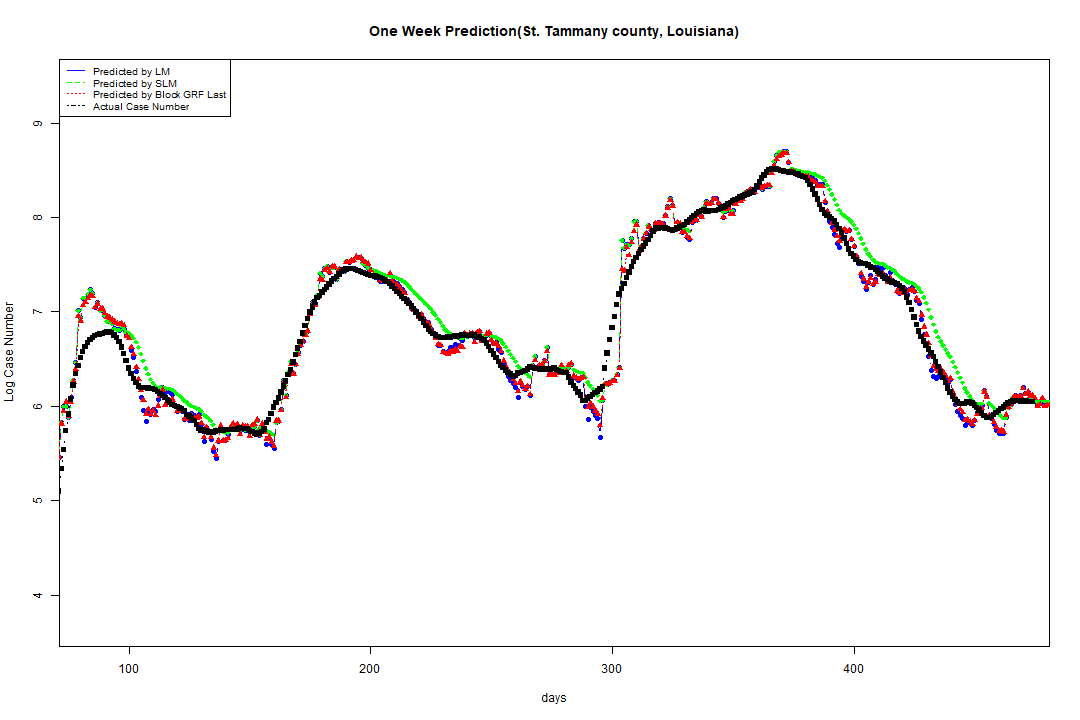 One Week Prediction(St. Tammany county, Louisiana)
Predicted by LM
Predicted by SLM
Predicted by Block GRF Last
Actual Case Number
9
8
7
6
5
4
Log Case Number
100 200 300 400
days